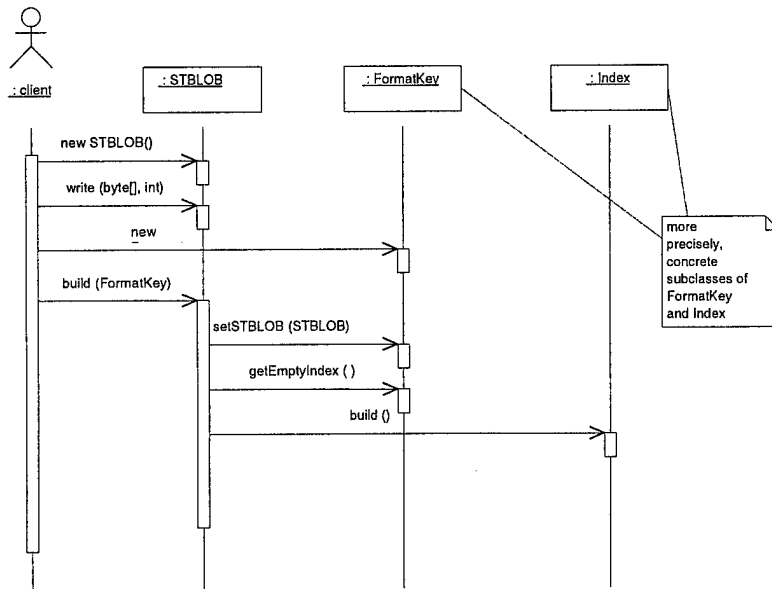 : client
: STBLOB
: FormatKey
: Index
new STBLOB()
write (byte[], int)
new
build (FormatKey)
setSTBLOB (STBLOB)
getEmptyIndex ( )
build ()
more
precisely,
concrete
subclasses of
FormatKey
and Index